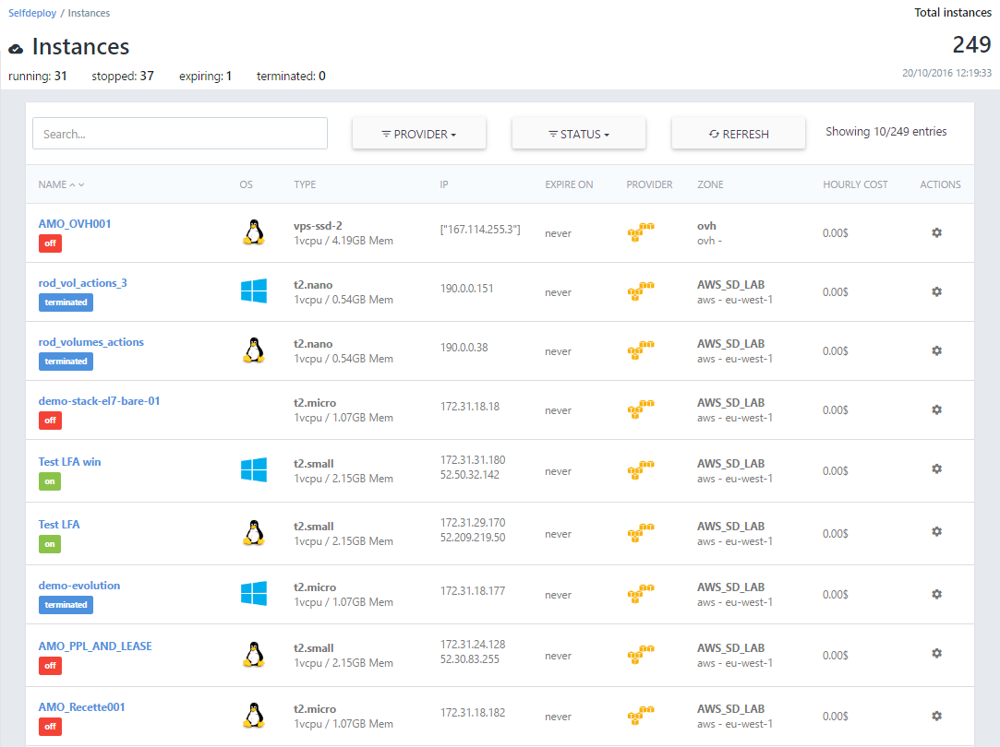 Selfdeploy / Instances
Total instances
Instances
249
running: 31 stopped: 37 expiring: 1 terminated: 0
20/10/2016 12:19:33
Search...
PROVIDER
STATUS
REFRESH
Showing 10/249 entries
NAME OS TYPE IP EXPIRE ON PROVIDER ZONE HOURLY COST ACTIONS
AMO_OVH001
off
vps-ssd-2
1vcpu / 4.19GB Mem
["167.114.255.3"]
never
ovh
ovh -
0.00$
rod_vol_actions_3
terminated
t2.nano
1vcpu / 0.54GB Mem
190.0.0.151
never
AWS_SD_LAB
aws - eu-west-1
0.00$
rod_volumes_actions
terminated
t2.nano
1vcpu / 0.54GB Mem
190.0.0.38
never
AWS_SD_LAB
aws - eu-west-1
0.00$
demo-stack-el7-bare-01
off
t2.micro
1vcpu / 1.07GB Mem
172.31.18.18
never
AWS_SD_LAB
aws - eu-west-1
0.00$
Test LFA win
on
t2.small
1vcpu / 2.15GB Mem
172.31.31.180
52.50.32.142
never
AWS_SD_LAB
aws - eu-west-1
0.00$
Test LFA
on
t2.small
1vcpu / 2.15GB Mem
172.31.29.170
52.209.219.50
never
AWS_SD_LAB
aws - eu-west-1
0.00$
demo-evolution
terminated
t2.micro
1vcpu / 1.07GB Mem
172.31.18.177
never
AWS_SD_LAB
aws - eu-west-1
0.00$
AMO_PPL_AND_LEASE
off
t2.small
1vcpu / 2.15GB Mem
172.31.24.128
52.30.83.255
never
AWS_SD_LAB
aws - eu-west-1
0.00$
AMO_Recette001
off
t2.micro
1vcpu / 1.07GB Mem
172.31.18.182
never
AWS_SD_LAB
aws - eu-west-1
0.00$